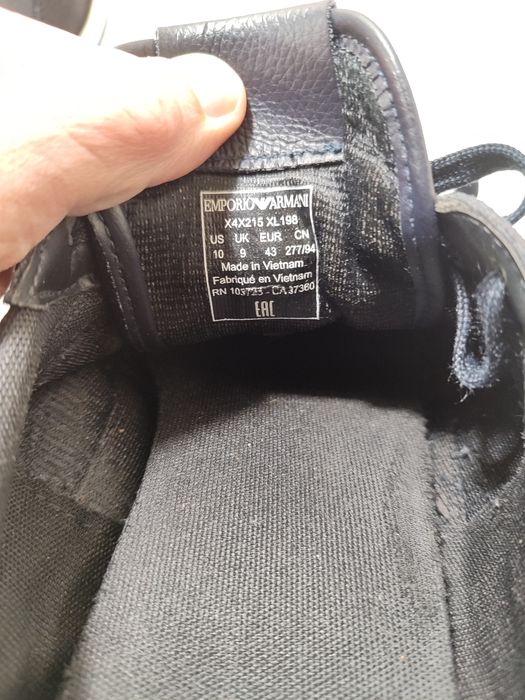 EMPORIO ARMANI
X4X215 XL198
US UK EUR CN
10 9 43 277/94
Made in Vietnam
Fabriqué en Vietnam
RN 103723 - CA 37360
EAC